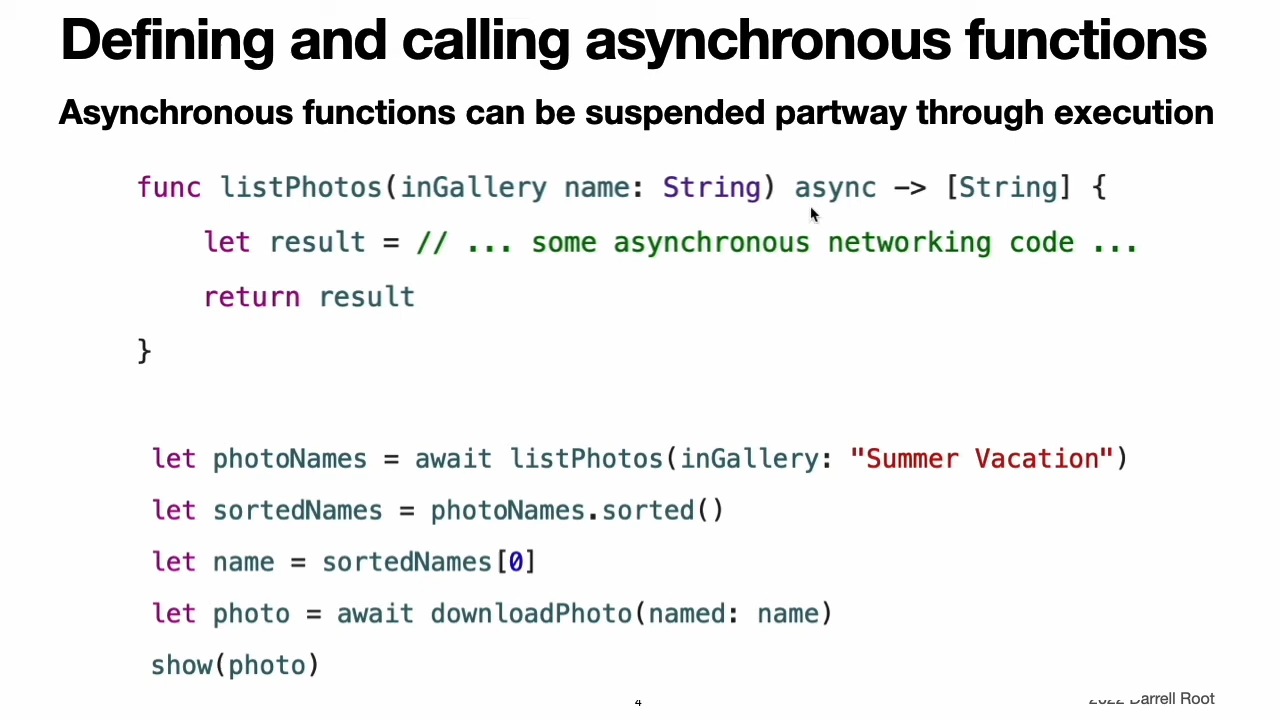 Defining and calling asynchronous functions
Asynchronous functions can be suspended partway through execution
func listPhotos(inGallery name: String) async -> [String] {
let result = // ... some asynchronous networking code ...
return result
}
let photoNames = await listPhotos(inGallery: "Summer Vacation")
let sortedNames = photoNames.sorted()
let name = sortedNames[0]
let photo = await downloadPhoto(named: name)
show(photo)
4
2022 Darrell Root